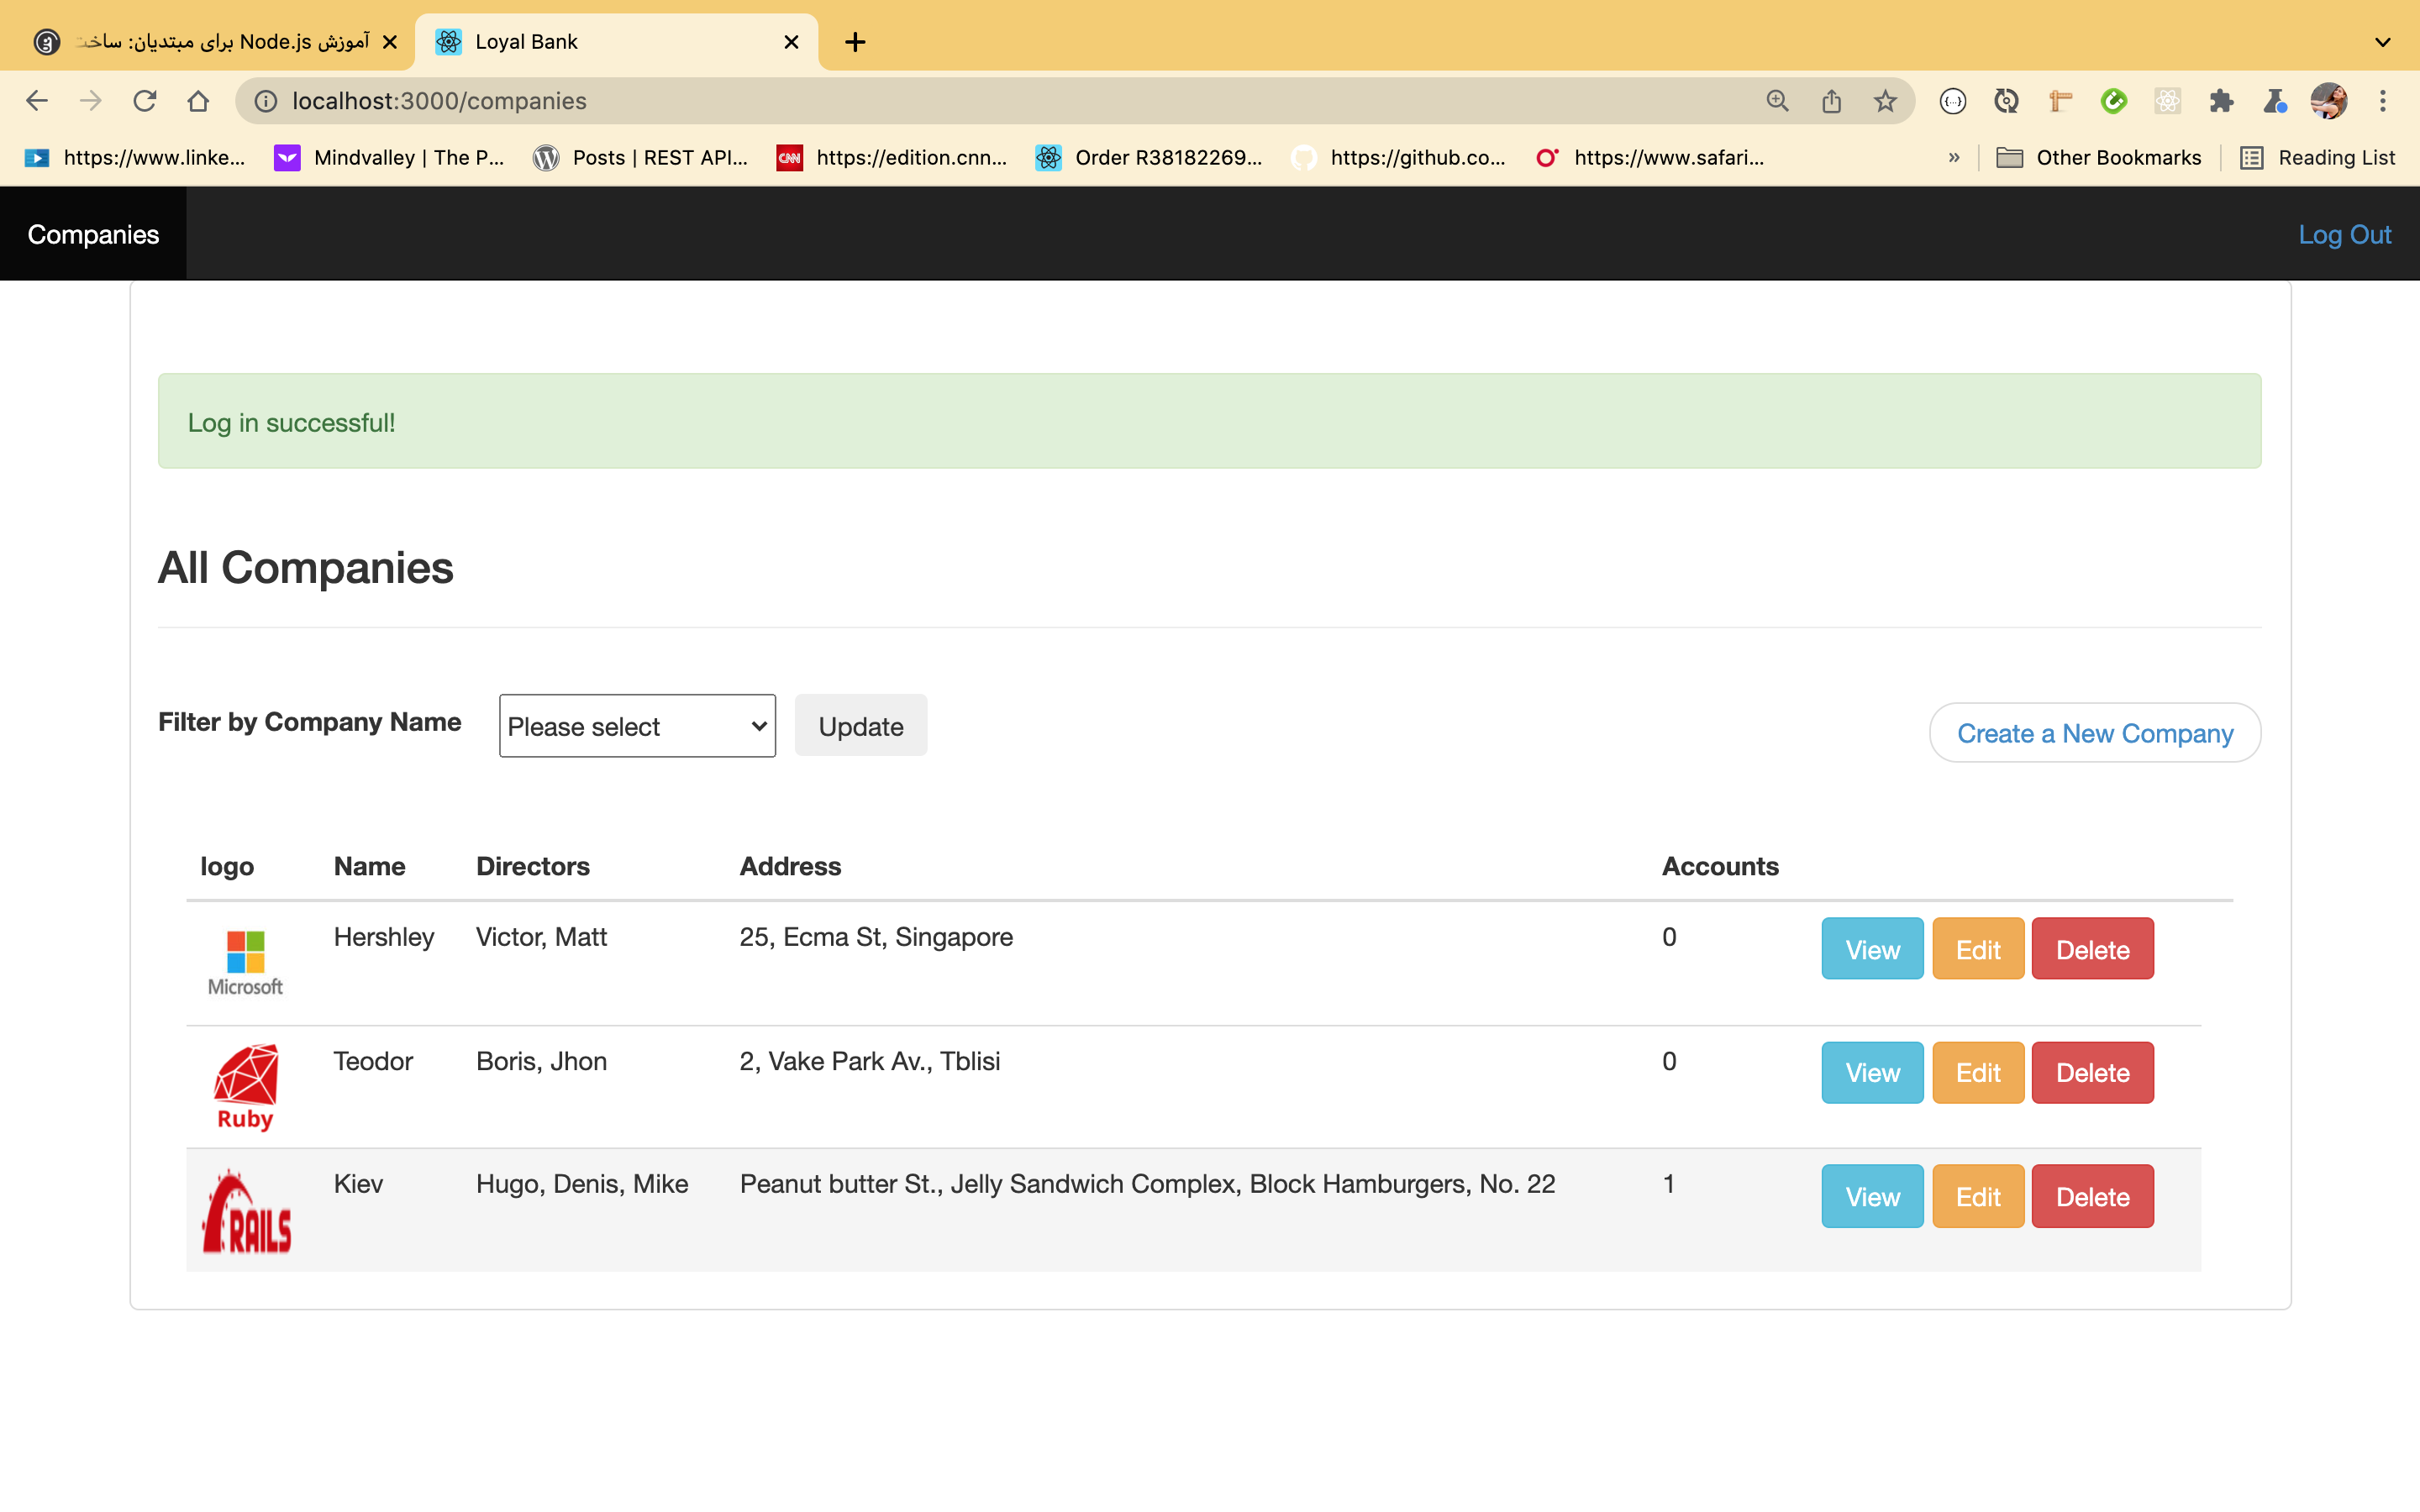 آموزش Node.js برای مبتدیان: ساخت
Loyal Bank
localhost:3000/companies
https://www.linke...
Mindvalley | The P...
Posts | REST API...
CNN
https://edition.cnn...
Order R38182269...
https://github.co...
https://www.safari...
Other Bookmarks
Reading List
Companies
Log Out
Log in successful!
All Companies
Filter by Company Name
Please select
Update
Create a New Company
logo Name Directors Address Accounts
Microsoft
Hershley Victor, Matt 25, Ecma St, Singapore 0 View Edit Delete
Ruby
Teodor Boris, Jhon 2, Vake Park Av., Tblisi 0 View Edit Delete
RAILS
Kiev Hugo, Denis, Mike Peanut butter St., Jelly Sandwich Complex, Block Hamburgers, No. 22 1 View Edit Delete